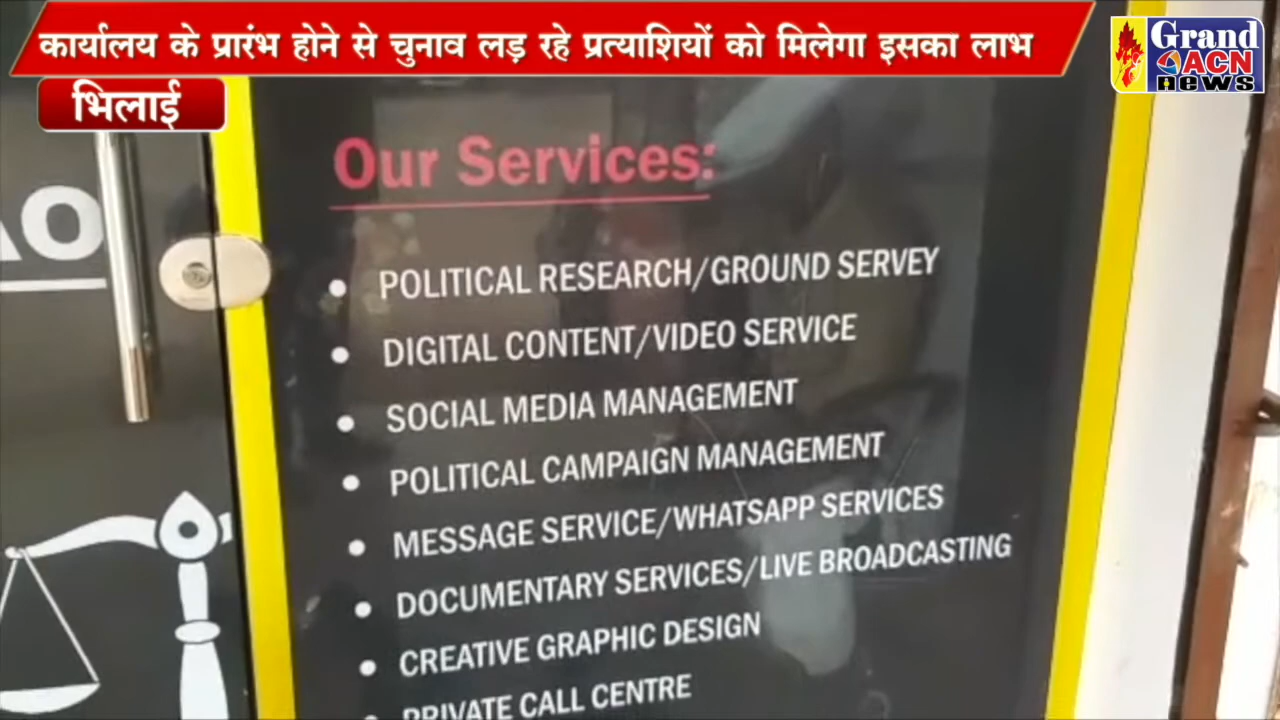 कार्यालय के प्रारंभ होने से चुनाव लड़ रहे प्रत्याशियों को मिलेगा इसका लाभ
Grand
ACN
news
भिलाई
AO
Our Services:
• POLITICAL RESEARCH/GROUND SERVEY
• DIGITAL CONTENT/VIDEO SERVICE
• SOCIAL MEDIA MANAGEMENT
• POLITICAL CAMPAIGN MANAGEMENT
• MESSAGE SERVICE/WHATSAPP SERVICES
• DOCUMENTARY SERVICES/LIVE BROADCASTING
• CREATIVE GRAPHIC DESIGN
• PRIVATE CALL CENTRE